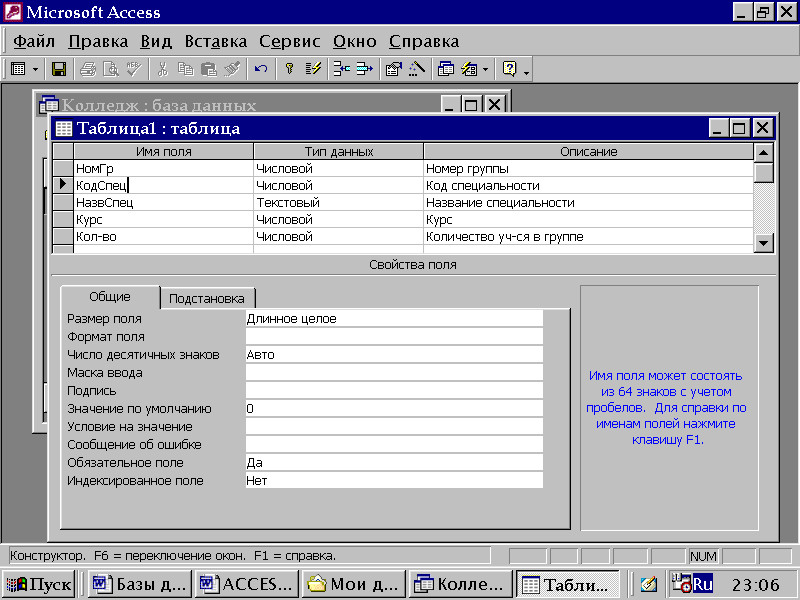 Microsoft Access
Файл Правка Вид Вставка Сервис Окно Справка
Колледж : база данных
Таблица1 : таблица
Имя поля Тип данных Описание
НомГр Числовой Номер группы
КодСпец Числовой Код специальности
НазвСпец Текстовый Название специальности
Курс Числовой Курс
Кол-во Числовой Количество уч-ся в группе
Свойства поля
Общие Подстановка
Размер поля Длинное целое
Формат поля
Число десятичных знаков Авто
Маска ввода
Подпись
Значение по умолчанию 0
Условие на значение
Сообщение об ошибке
Обязательное поле Да
Индексированное поле Нет
Имя поля может состоять
из 64 знаков с учетом
пробелов. Для справки по
именам полей нажмите
клавишу F1.
Конструктор. F6 = переключение окон. F1 = справка. NUM
Пуск Базы д... ACCES... Мои д... Колле... Табли... Ru 23:06